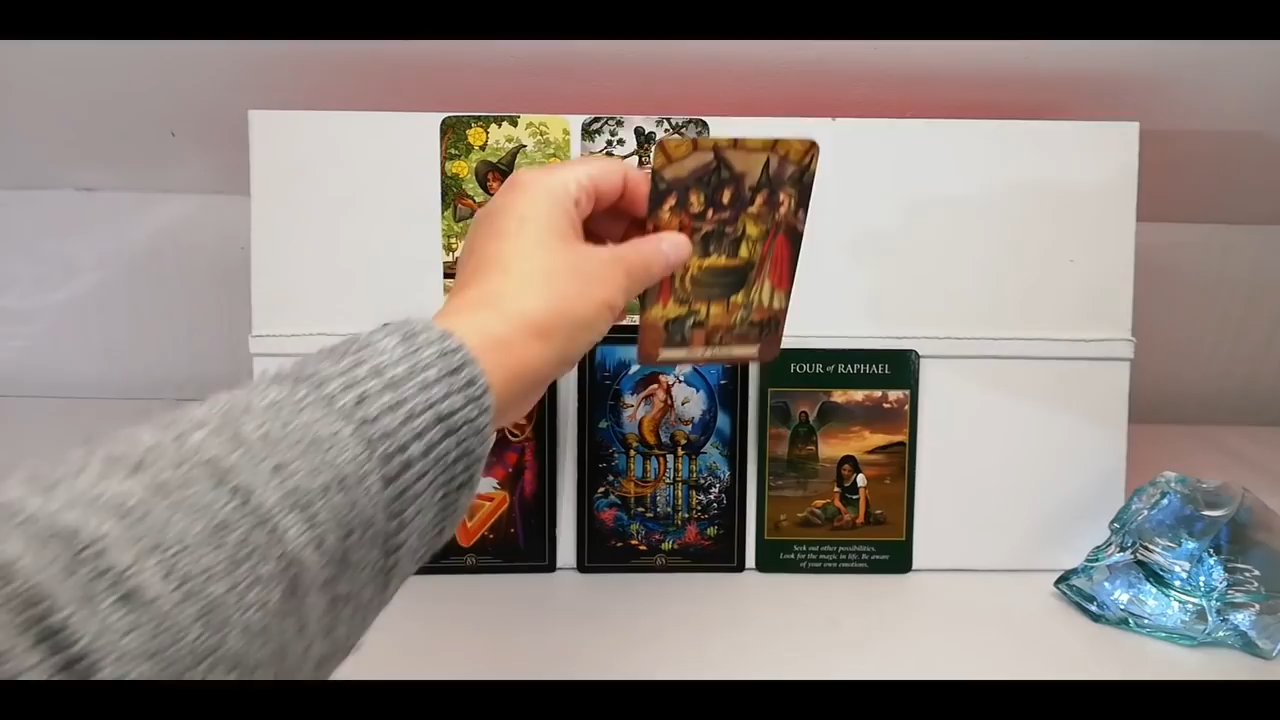 The
FOUR of RAPHAEL
Seek out other possibilities.
Look for the magic in life. Be aware
of your own emotions.